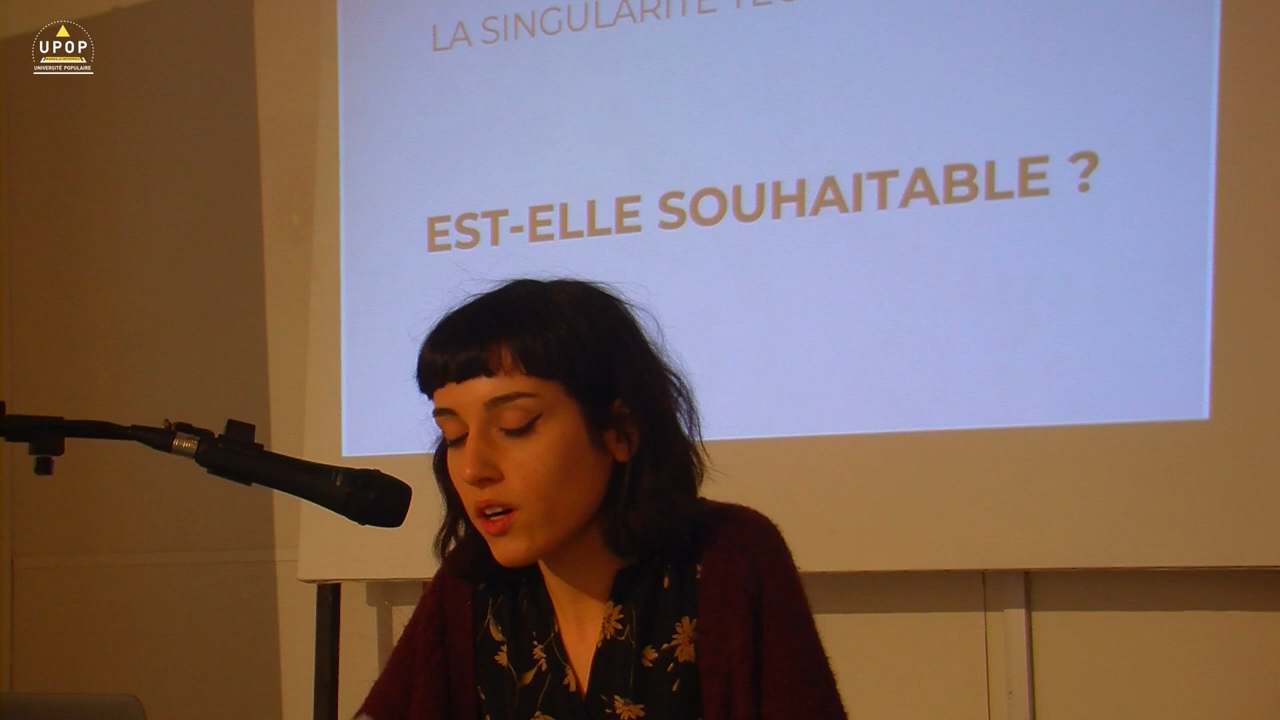 UPOP
UNIVERSITÉ POPULAIRE
LA SINGULARITÉ
EST-ELLE SOUHAITABLE ?